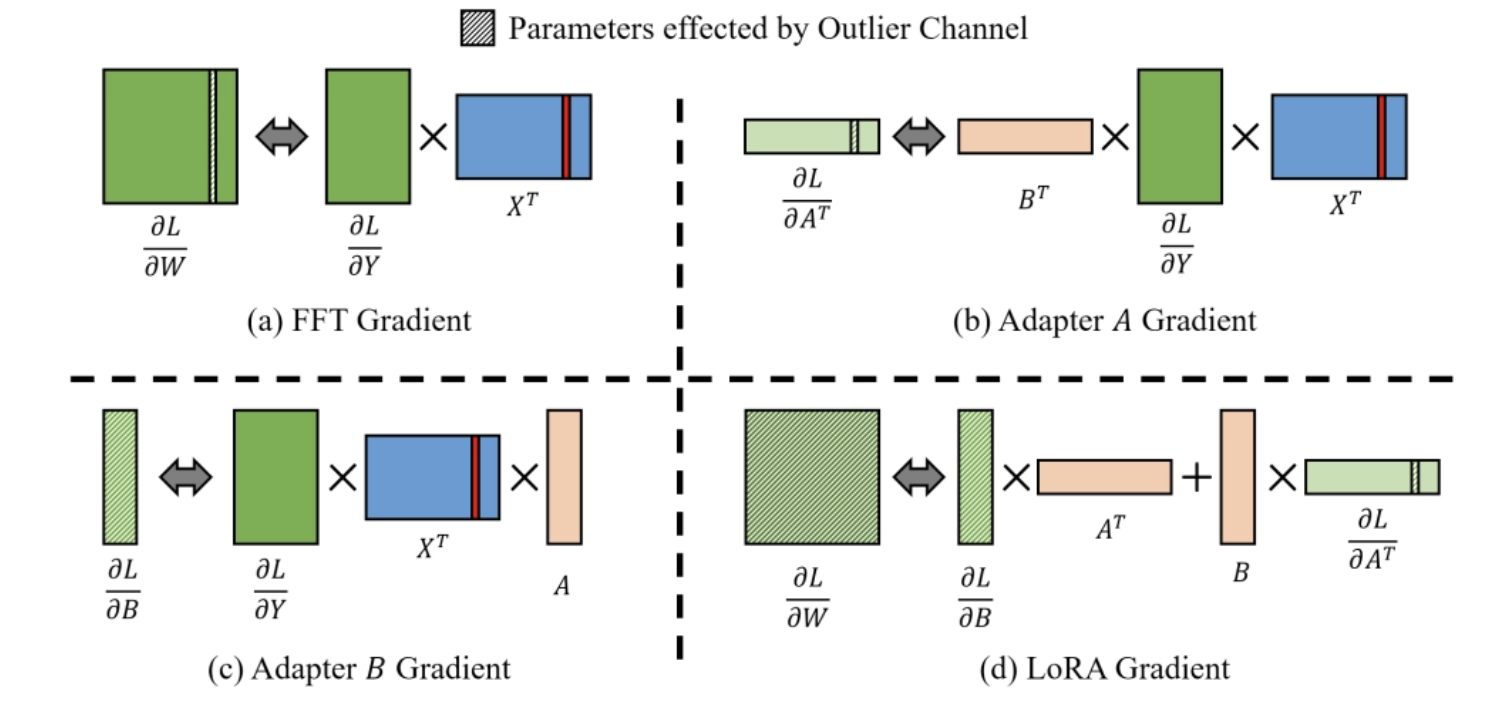 Parameters effected by Outlier Channel
∂L
∂W
∂L
∂Y
×
X^T
(a) FFT Gradient
∂L
∂A^T
B^T
×
∂L
∂Y
×
X^T
(b) Adapter A Gradient
∂L
∂B
∂L
∂Y
×
X^T
×
A
(c) Adapter B Gradient
∂L
∂W
∂L
∂B
×
A^T
+
B
×
∂L
∂A^T
(d) LoRA Gradient